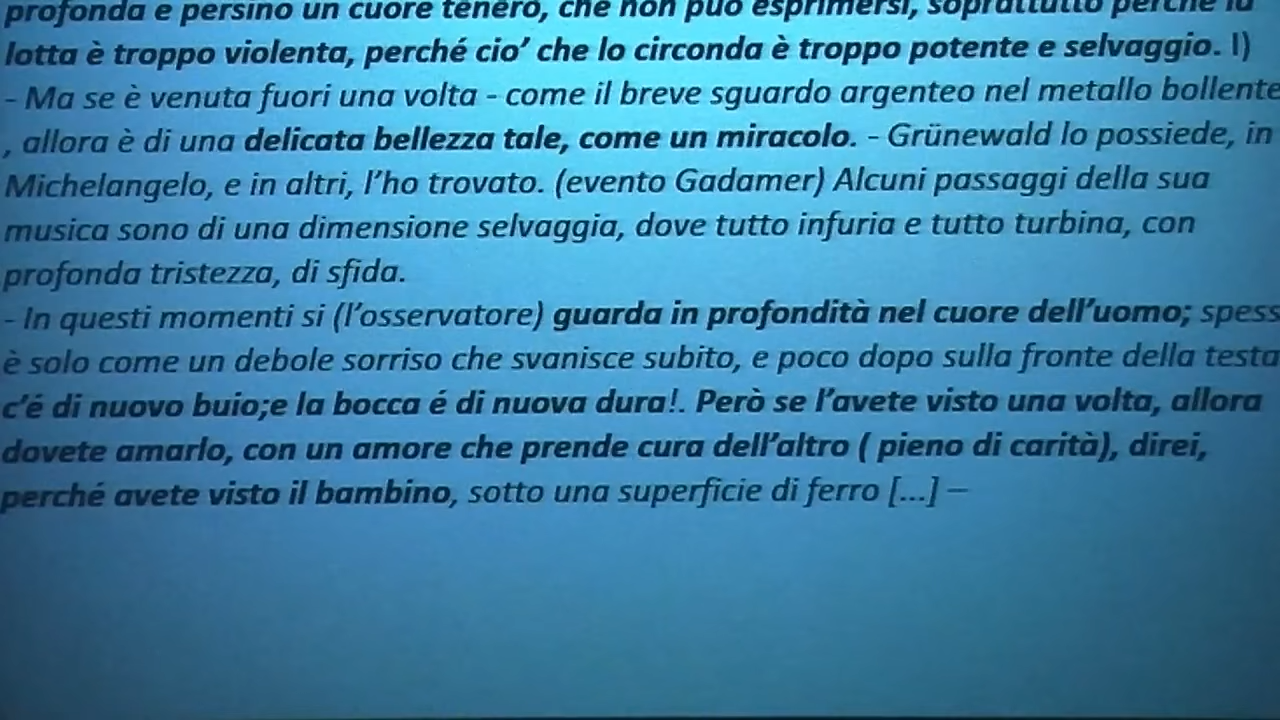 profonda e persino un cuore tenero, che non può esprimersi, soprattutto perché la
lotta è troppo violenta, perché cio’ che lo circonda è troppo potente e selvaggio. I)
- Ma se è venuta fuori una volta - come il breve sguardo argenteo nel metallo bollente
, allora è di una delicata bellezza tale, come un miracolo. - Grünewald lo possiede, in
Michelangelo, e in altri, l’ho trovato. (evento Gadamer) Alcuni passaggi della sua
musica sono di una dimensione selvaggia, dove tutto infuria e tutto turbina, con
profonda tristezza, di sfida.
- In questi momenti si (l’osservatore) guarda in profondità nel cuore dell’uomo; spess
è solo come un debole sorriso che svanisce subito, e poco dopo sulla fronte della testa
c’é di nuovo buio;e la bocca é di nuova dura!. Però se l’avete visto una volta, allora
dovete amarlo, con un amore che prende cura dell’altro ( pieno di carità), direi,
perché avete visto il bambino, sotto una superficie di ferro [...] –